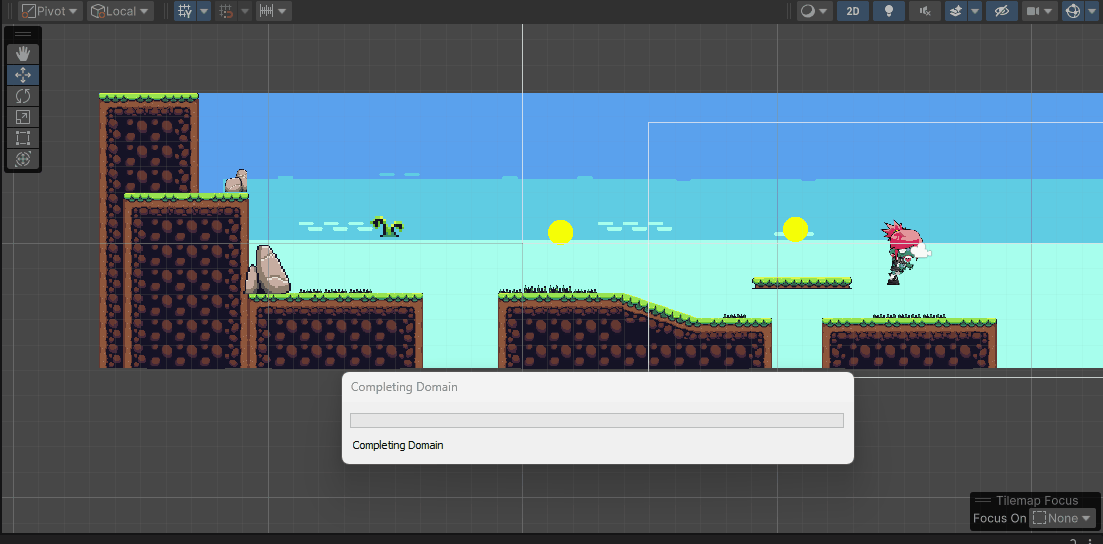 Pivot
Local
2D
Completing Domain
Completing Domain
Tilemap Focus
Focus On None